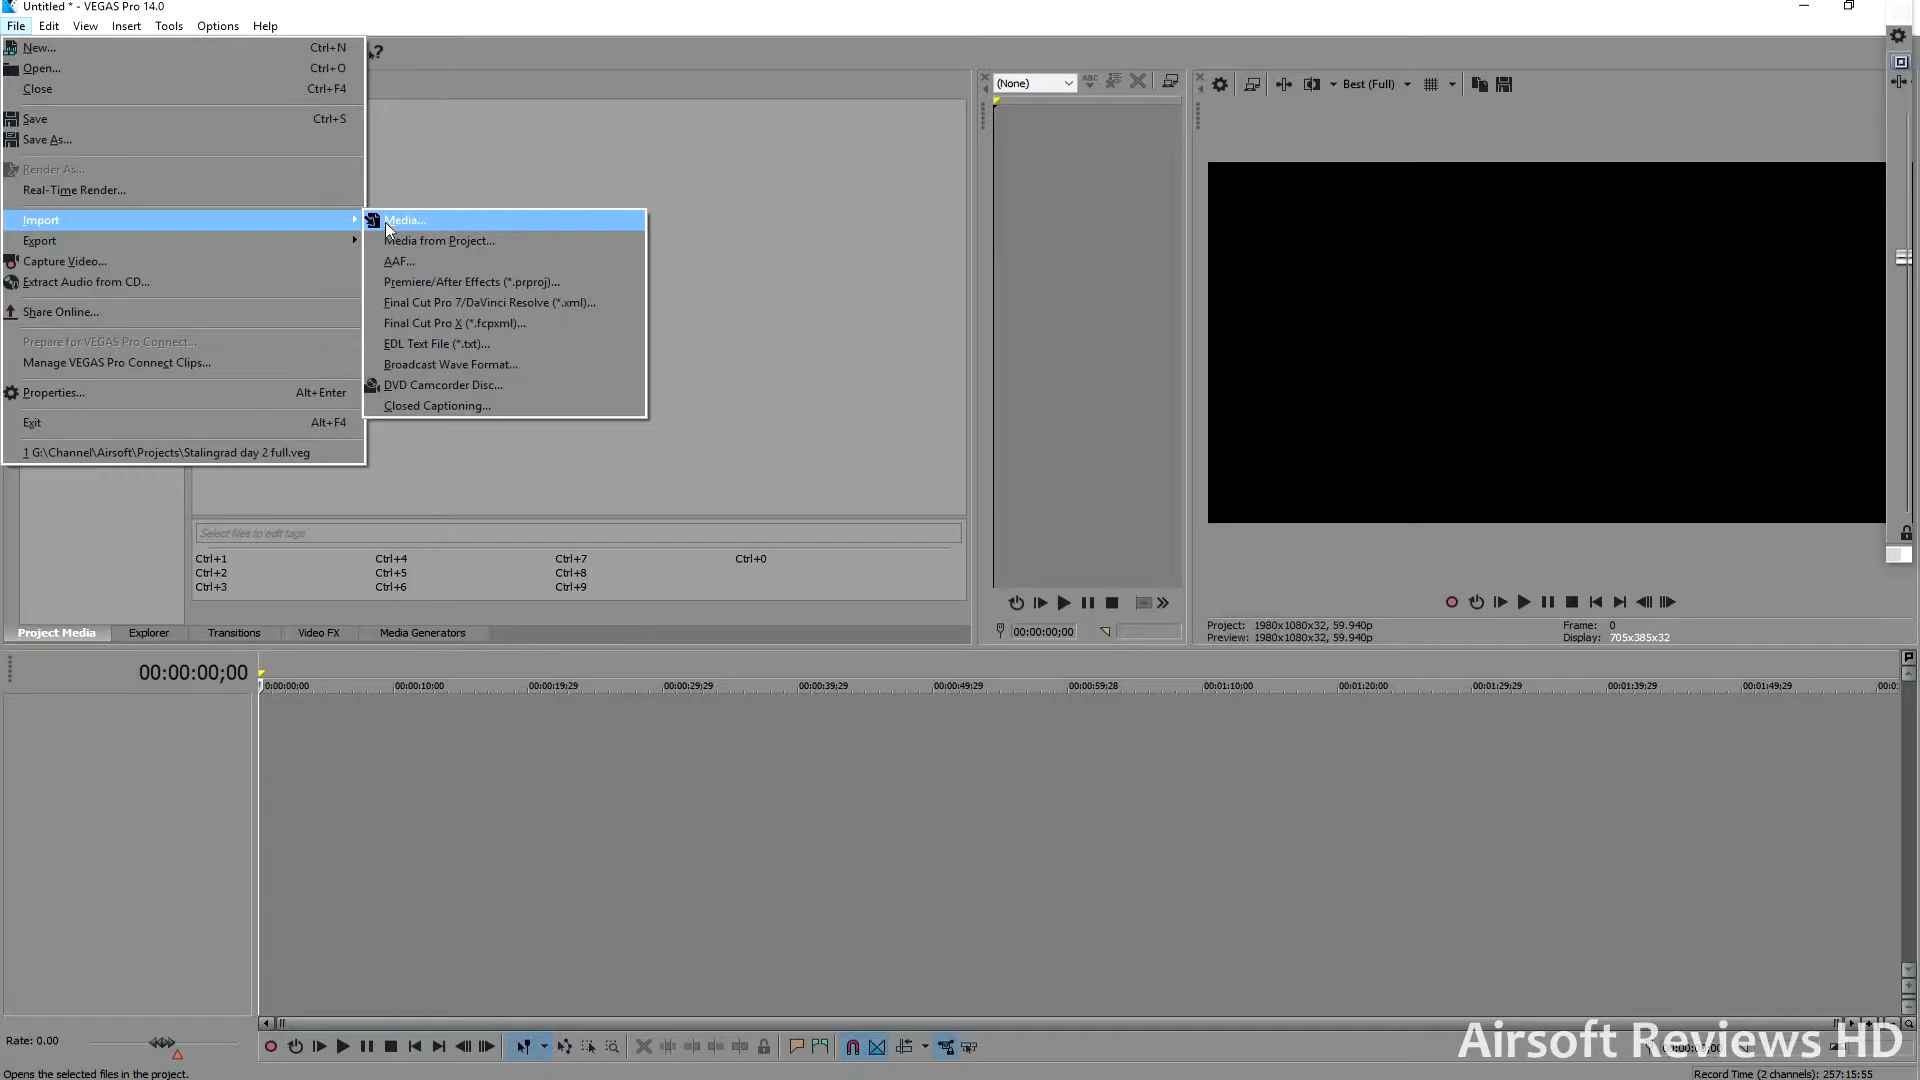 Untitled * - VEGAS Pro 14.0
File Edit View Insert Tools Options Help
New... Ctrl+N
Open... Ctrl+O
Close Ctrl+F4
Save Ctrl+S
Save As...
Render As...
Real-Time Render...
Import
Export
Capture Video...
Extract Audio from CD...
Share Online...
Prepare for VEGAS Pro Connect...
Manage VEGAS Pro Connect Clips...
Properties... Alt+Enter
Exit Alt+F4
1 G:\Channel\Airsoft\Projects\Stalingrad day 2 full.veg
Media...
Media from Project...
AAF...
Premiere/After Effects (*.prproj)...
Final Cut Pro 7/DaVinci Resolve (*.xml)...
Final Cut Pro X (*.fcpxml)...
EDL Text File (*.txt)...
Broadcast Wave Format...
DVD Camcorder Disc...
Closed Captioning...
(None)
ABC
Best (Full)
Select files to edit tags
Ctrl+1 Ctrl+4 Ctrl+7 Ctrl+0
Ctrl+2 Ctrl+5 Ctrl+8
Ctrl+3 Ctrl+6 Ctrl+9
Project Media Explorer Transitions Video FX Media Generators
00:00:00;00
Project: 1980x1080x32, 59.940p Frame: 0
Preview: 1980x1080x32, 59.940p Display: 705x385x32
00:00:00;00
0:00:00;00 00:00:10;00 00:00:19;29 00:00:29;29 00:00:39;29 00:00:49;29 00:00:59;28 00:01:10;00 00:01:20;00 00:01:29;29 00:01:39;29 00:01:49;29 00:0
Rate: 0.00
Airsoft Reviews HD
Opens the selected files in the project.
Record Time (2 channels): 257:15:55